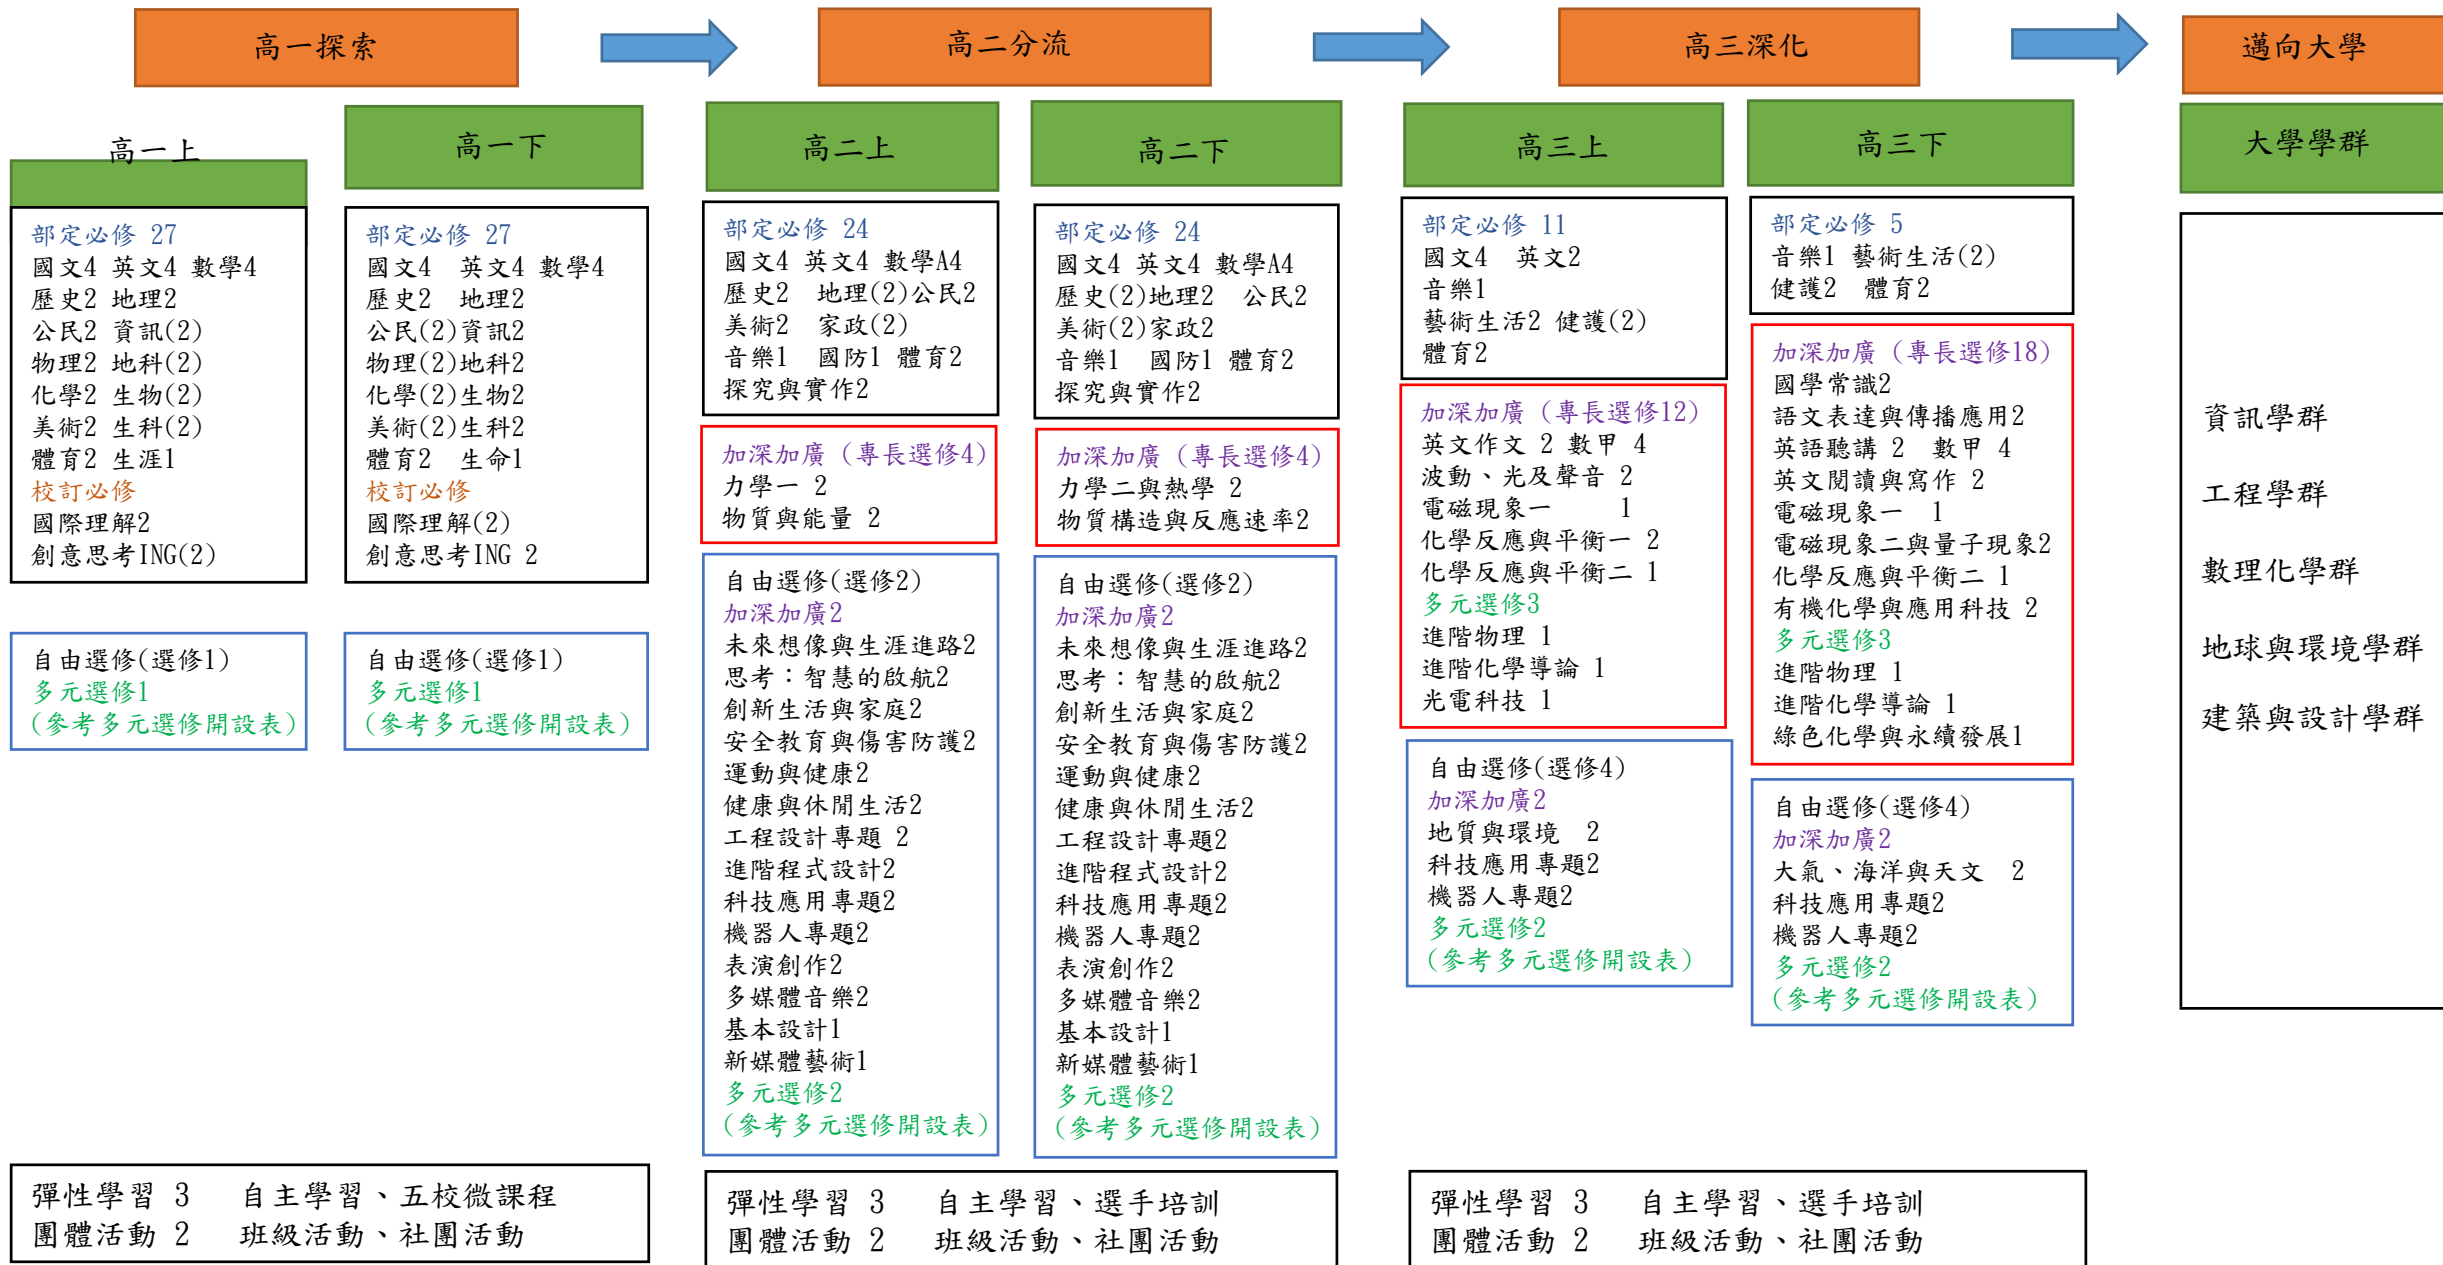 高一探索
高二分流
高三深化
邁向大學
高一上
高一下
高二上
高二下
高三上
高三下
大學學群
部定必修 27
國文4 英文4 數學4
歷史2 地理2
公民2 資訊(2)
物理2 地科(2)
化學2 生物(2)
美術2 生科(2)
體育2 生涯1
校訂必修
國際理解2
創意思考ING(2)
自由選修(選修1)
多元選修1
(參考多元選修開設表)
部定必修 27
國文4 英文4 數學4
歷史2 地理2
公民(2)資訊2
物理(2)地科2
化學(2)生物2
美術(2)生科2
體育2 生命1
校訂必修
國際理解(2)
創意思考ING 2
自由選修(選修1)
多元選修1
(參考多元選修開設表)
部定必修 24
國文4 英文4 數學A4
歷史2 地理(2)公民2
美術2 家政(2)
音樂1 國防1 體育2
探究與實作2
加深加廣 (專長選修4)
力學一 2
物質與能量 2
自由選修(選修2)
加深加廣2
未來想像與生涯進路2
思考：智慧的啟航2
創新生活與家庭2
安全教育與傷害防護2
運動與健康2
健康與休閒生活2
工程設計專題 2
進階程式設計2
科技應用專題2
機器人專題2
表演創作2
多媒體音樂2
基本設計1
新媒體藝術1
多元選修2
(參考多元選修開設表)
部定必修 24
國文4 英文4 數學A4
歷史(2)地理2 公民2
美術(2)家政2
音樂1 國防1 體育2
探究與實作2
加深加廣 (專長選修4)
力學二與熱學 2
物質構造與反應速率2
自由選修(選修2)
加深加廣2
未來想像與生涯進路2
思考：智慧的啟航2
創新生活與家庭2
安全教育與傷害防護2
運動與健康2
健康與休閒生活2
工程設計專題2
進階程式設計2
科技應用專題2
機器人專題2
表演創作2
多媒體音樂2
基本設計1
新媒體藝術1
多元選修2
(參考多元選修開設表)
部定必修 11
國文4 英文2
音樂1
藝術生活2 健護(2)
體育2
加深加廣 (專長選修12)
英文作文 2 數甲 4
波動、光及聲音 2
電磁現象一 1
化學反應與平衡一 2
化學反應與平衡二 1
多元選修3
進階物理 1
進階化學導論 1
光電科技 1
自由選修(選修4)
加深加廣2
地質與環境 2
科技應用專題2
機器人專題2
多元選修2
(參考多元選修開設表)
部定必修 5
音樂1 藝術生活(2)
健護2 體育2
加深加廣 (專長選修18)
國學常識2
語文表達與傳播應用2
英語聽講 2 數甲 4
英文閱讀與寫作 2
電磁現象一 1
電磁現象二與量子現象2
化學反應與平衡二 1
有機化學與應用科技 2
多元選修3
進階物理 1
進階化學導論 1
綠色化學與永續發展1
自由選修(選修4)
加深加廣2
大氣、海洋與天文 2
科技應用專題2
機器人專題2
多元選修2
(參考多元選修開設表)
資訊學群
工程學群
數理化學群
地球與環境學群
建築與設計學群
彈性學習 3 自主學習、五校微課程
團體活動 2 班級活動、社團活動
彈性學習 3 自主學習、選手培訓
團體活動 2 班級活動、社團活動
彈性學習 3 自主學習、選手培訓
團體活動 2 班級活動、社團活動